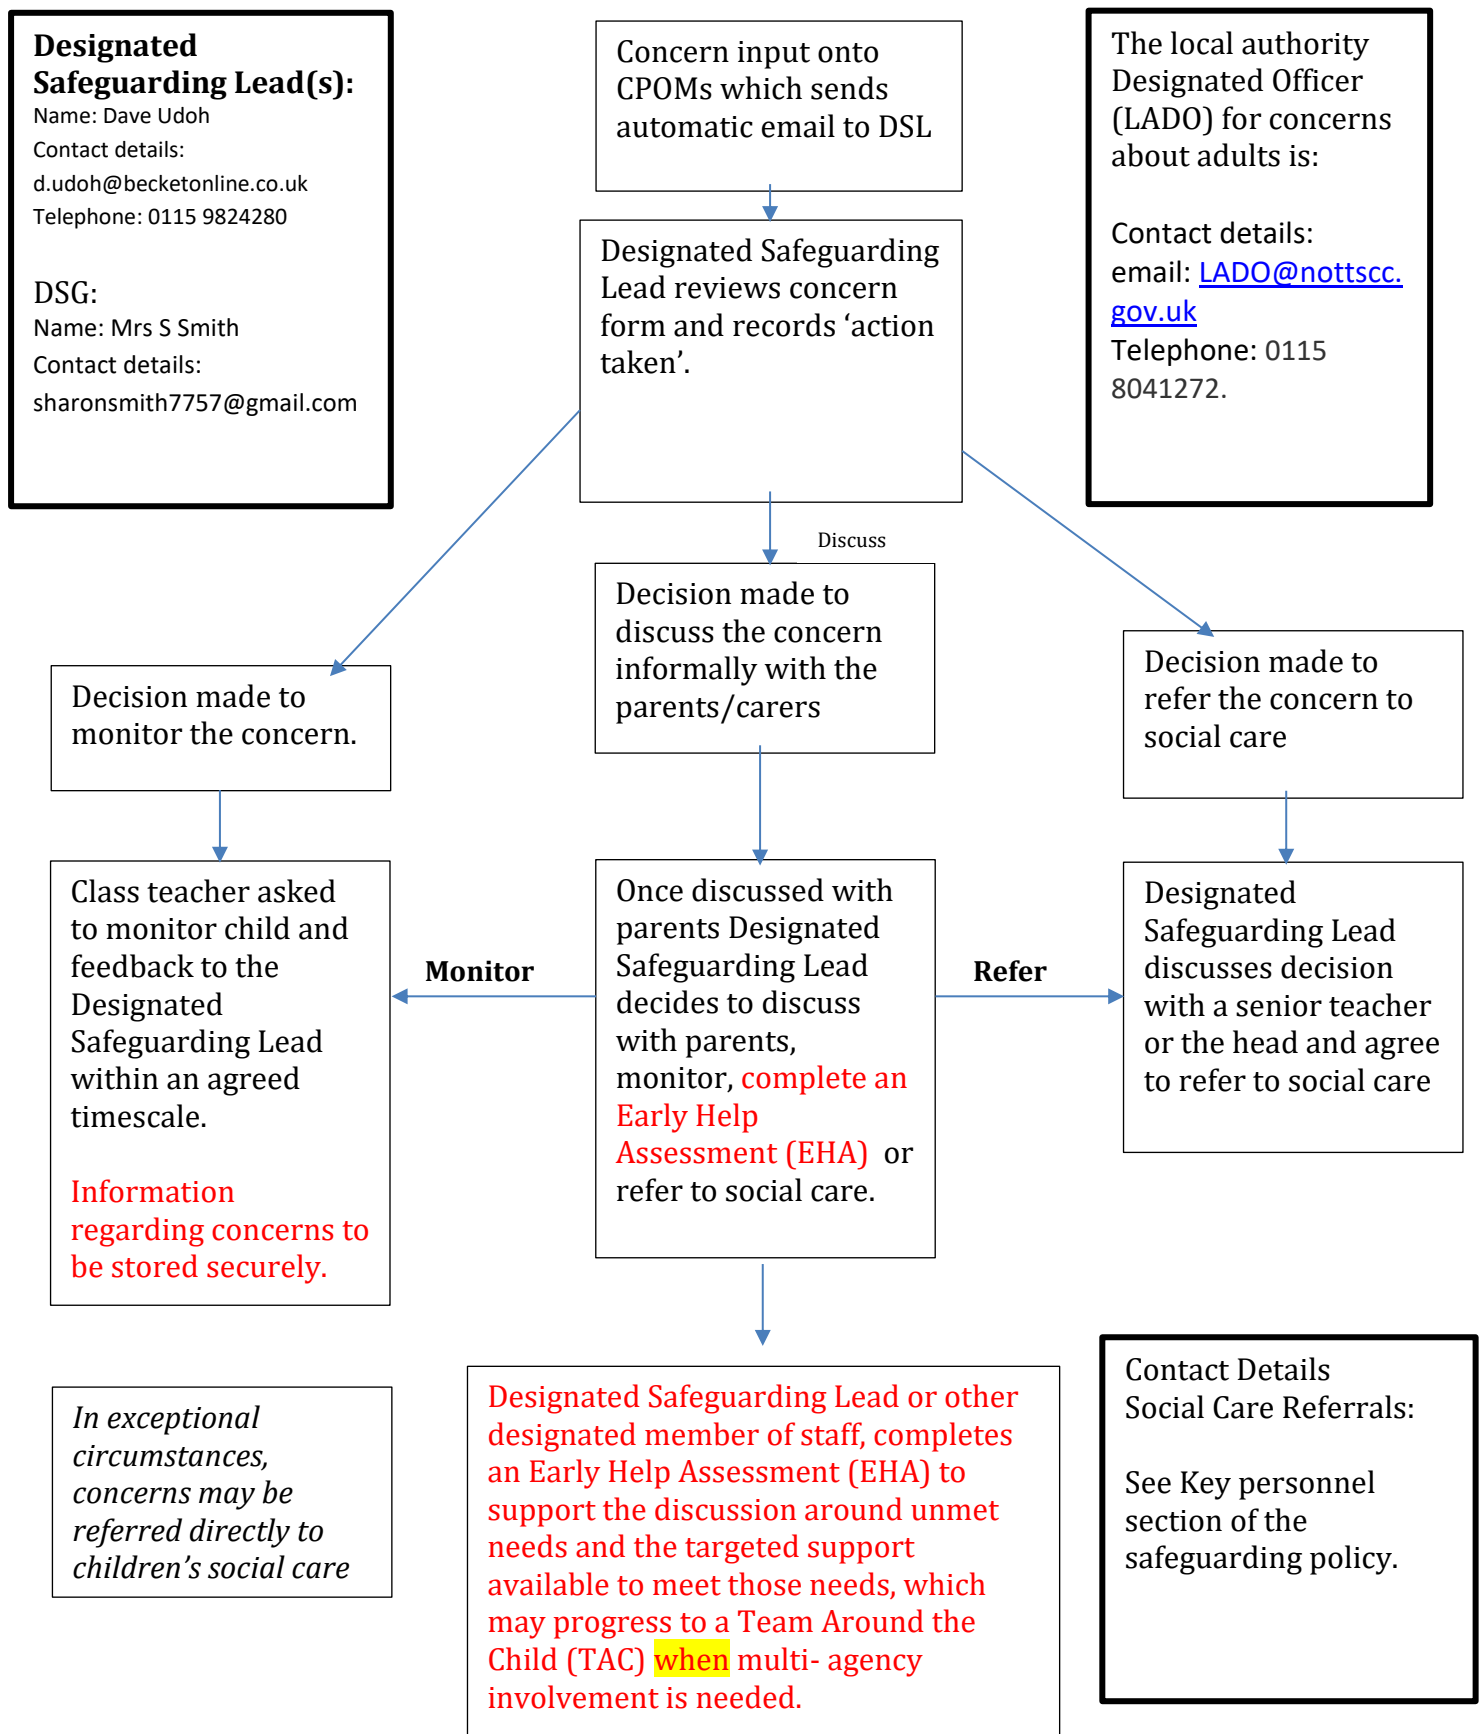 Designated
Safeguarding Lead(s):
Name: Dave Udoh
Contact details:
d.udoh@becketonline.co.uk
Telephone: 0115 9824280
DSG:
Name: Mrs S Smith
Contact details:
sharonsmith7757@gmail.com
Concern input onto
CPOMs which sends
automatic email to DSL
The local authority
Designated Officer
(LADO) for concerns
about adults is:
Contact details:
email: LADO@nottscc.
gov.uk
Telephone: 0115
8041272.
Designated Safeguarding
Lead reviews concern
form and records ‘action
taken’.
Discuss
Decision made to
monitor the concern.
Decision made to
discuss the concern
informally with the
parents/carers
Decision made to
refer the concern to
social care
Class teacher asked
to monitor child and
feedback to the
Designated
Safeguarding Lead
within an agreed
timescale.
Information
regarding concerns to
be stored securely.
Monitor
Once discussed with
parents Designated
Safeguarding Lead
decides to discuss
with parents,
monitor, complete an
Early Help
Assessment (EHA) or
refer to social care.
Refer
Designated
Safeguarding Lead
discusses decision
with a senior teacher
or the head and agree
to refer to social care
In exceptional
circumstances,
concerns may be
referred directly to
children’s social care
Designated Safeguarding Lead or other
designated member of staff, completes
an Early Help Assessment (EHA) to
support the discussion around unmet
needs and the targeted support
available to meet those needs, which
may progress to a Team Around the
Child (TAC) when multi- agency
involvement is needed.
Contact Details
Social Care Referrals:
See Key personnel
section of the
safeguarding policy.